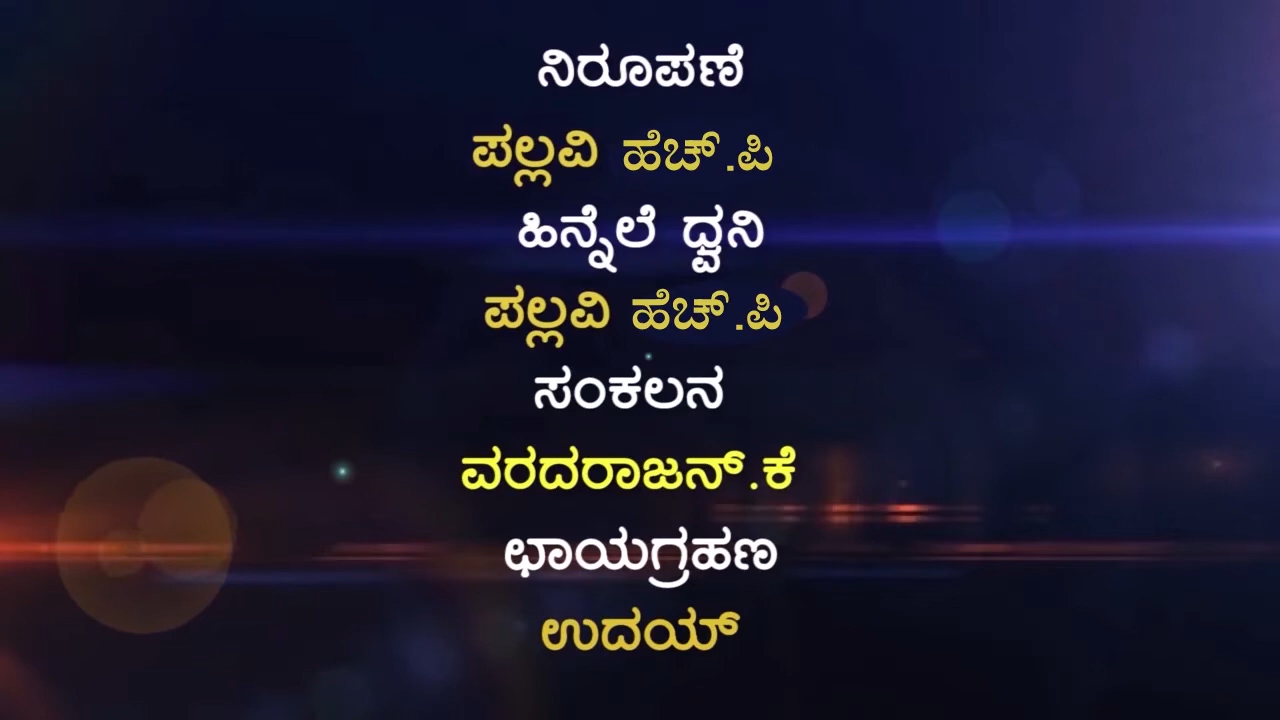 ನಿರೂಪಣೆ
ಪಲ್ಲವಿ ಹೆಚ್.ಪಿ
ಹಿನ್ನೆಲೆ ಧ್ವನಿ
ಪಲ್ಲವಿ ಹೆಚ್.ಪಿ
ಸಂಕಲನ
ವರದರಾಜನ್.ಕೆ
ಛಾಯಗ್ರಹಣ
ಉದಯ್